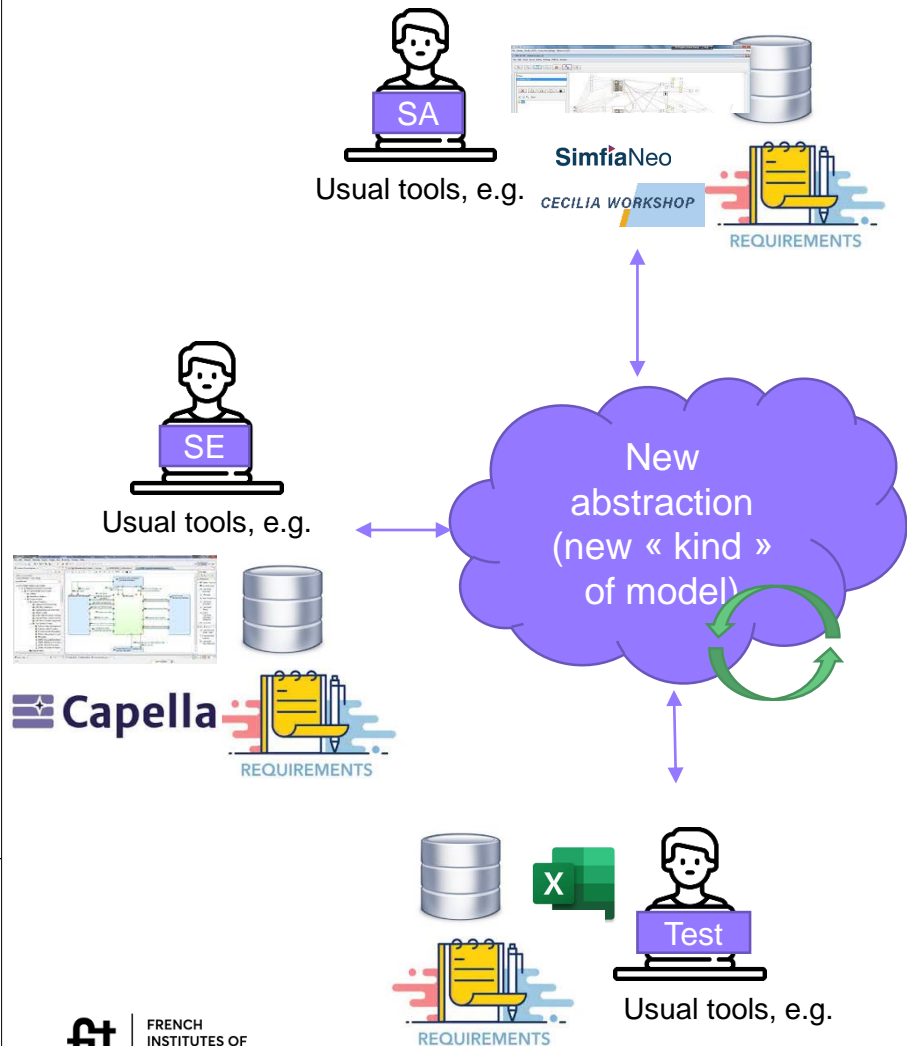 SA
SimfiaNeo
Usual tools, e.g.
CECILIA WORKSHOP
REQUIREMENTS
SE
Usual tools, e.g.
Capella
REQUIREMENTS
New
abstraction
(new « kind »
of model)
X
Test
Usual tools, e.g.
REQUIREMENTS
FRENCH
INSTITUTES OF